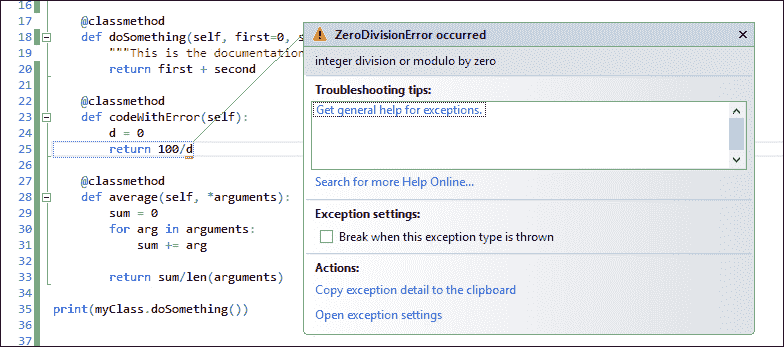 16
17 @classmethod
18 def doSomething(self, first=0, s
19 """This is the documentation
20 return first + second
21
22 @classmethod
23 def codeWithError(self):
24 d = 0
25 return 100/d
26
27 @classmethod
28 def average(self, *arguments):
29 sum = 0
30 for arg in arguments:
31 sum += arg
32
33 return sum/len(arguments)
34
35 print(myClass.doSomething())
36
37
ZeroDivisionError occurred
integer division or modulo by zero
Troubleshooting tips:
Get general help for exceptions.
Search for more Help Online...
Exception settings:
Break when this exception type is thrown
Actions:
Copy exception detail to the clipboard
Open exception settings